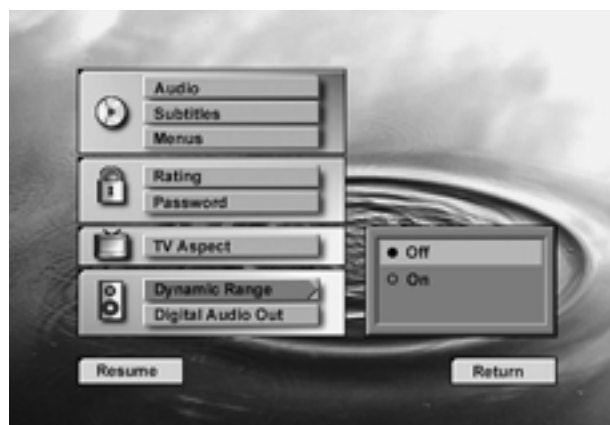 Audio
Subtitles
Menus
Rating
Password
TV Aspect
Dynamic Range
Digital Audio Out
Off
On
Resume
Return